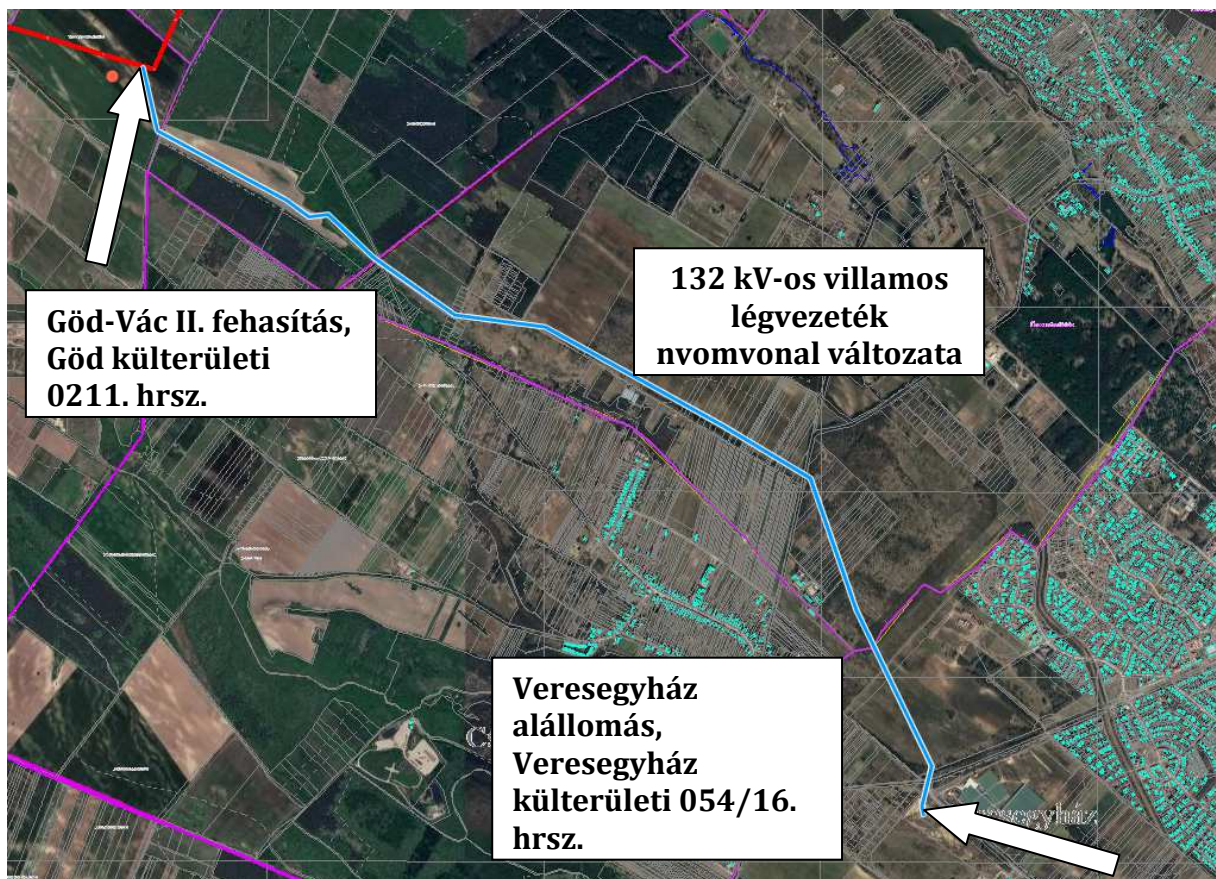 132 kV-os villamos
légvezeték
nyomvonal változata
Göd-Vác II. fehasítás,
Göd külterületi
0211. hrsz.
Veresegyház
alállomás,
Veresegyház
külterületi 054/16.
hrsz.